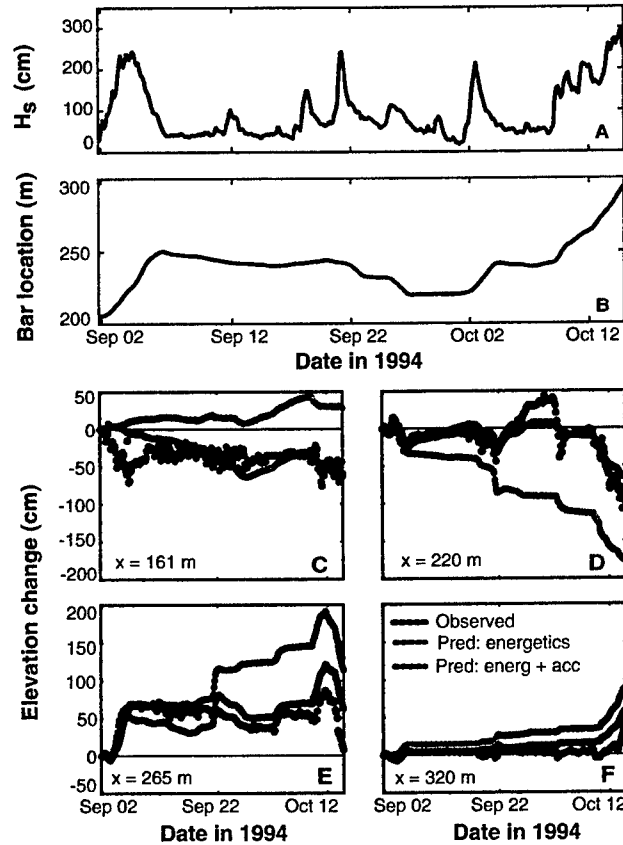 300
200
100
0
H_s (cm)
A
300
250
200
Bar location (m)
B
Sep 02 Sep 12 Sep 22 Oct 02 Oct 12
Date in 1994
50
0
-50
-100
-150
-200
Elevation change (cm)
x = 161 m C
x = 220 m D
200
150
100
50
0
-50
x = 265 m E
Observed
Pred: energetics
Pred: energ + acc
x = 320 m F
Sep 02 Sep 22 Oct 12
Sep 02 Sep 22 Oct 12
Date in 1994
Date in 1994